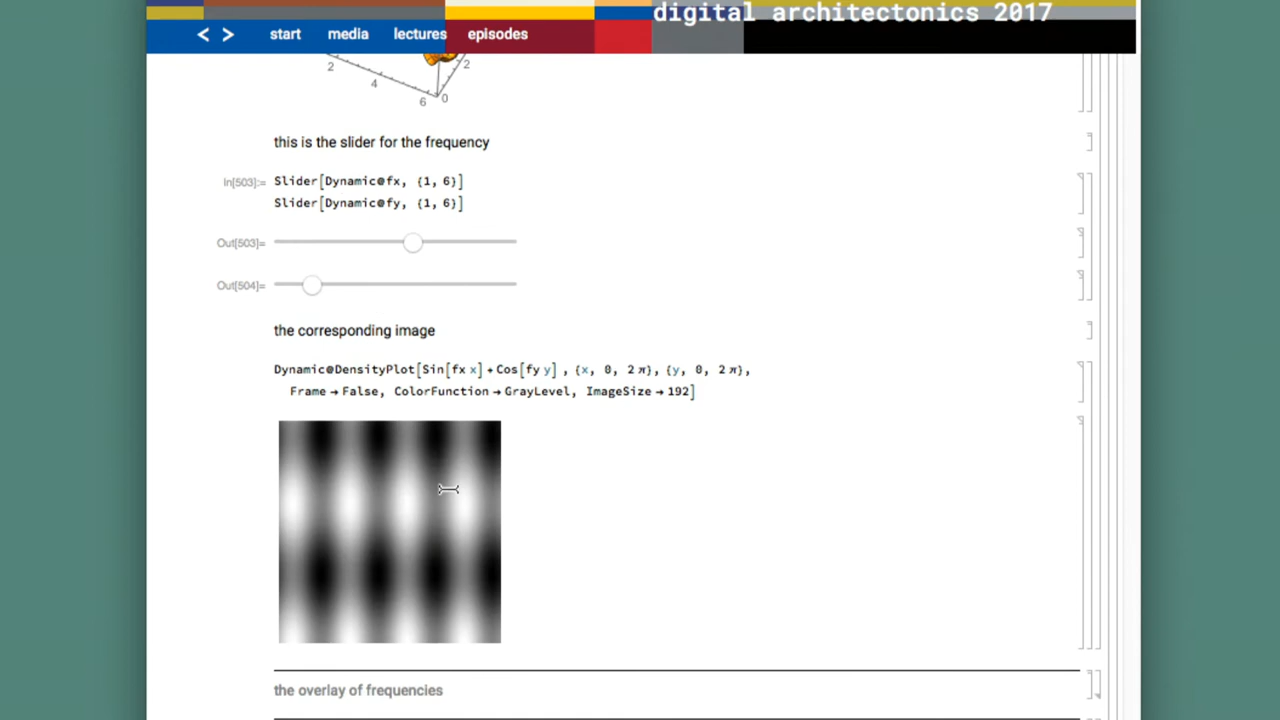 digital architectonics 2017
< > start media lectures episodes
2
4
6
0
2
this is the slider for the frequency
In[503]:= Slider[Dynamic@fx, {1, 6}]
Slider[Dynamic@fy, {1, 6}]
Out[503]=
Out[504]=
the corresponding image
Dynamic@DensityPlot[Sin[fx x] + Cos[fy y] , {x, 0, 2 π}, {y, 0, 2 π},
Frame → False, ColorFunction → GrayLevel, ImageSize → 192]
the overlay of frequencies